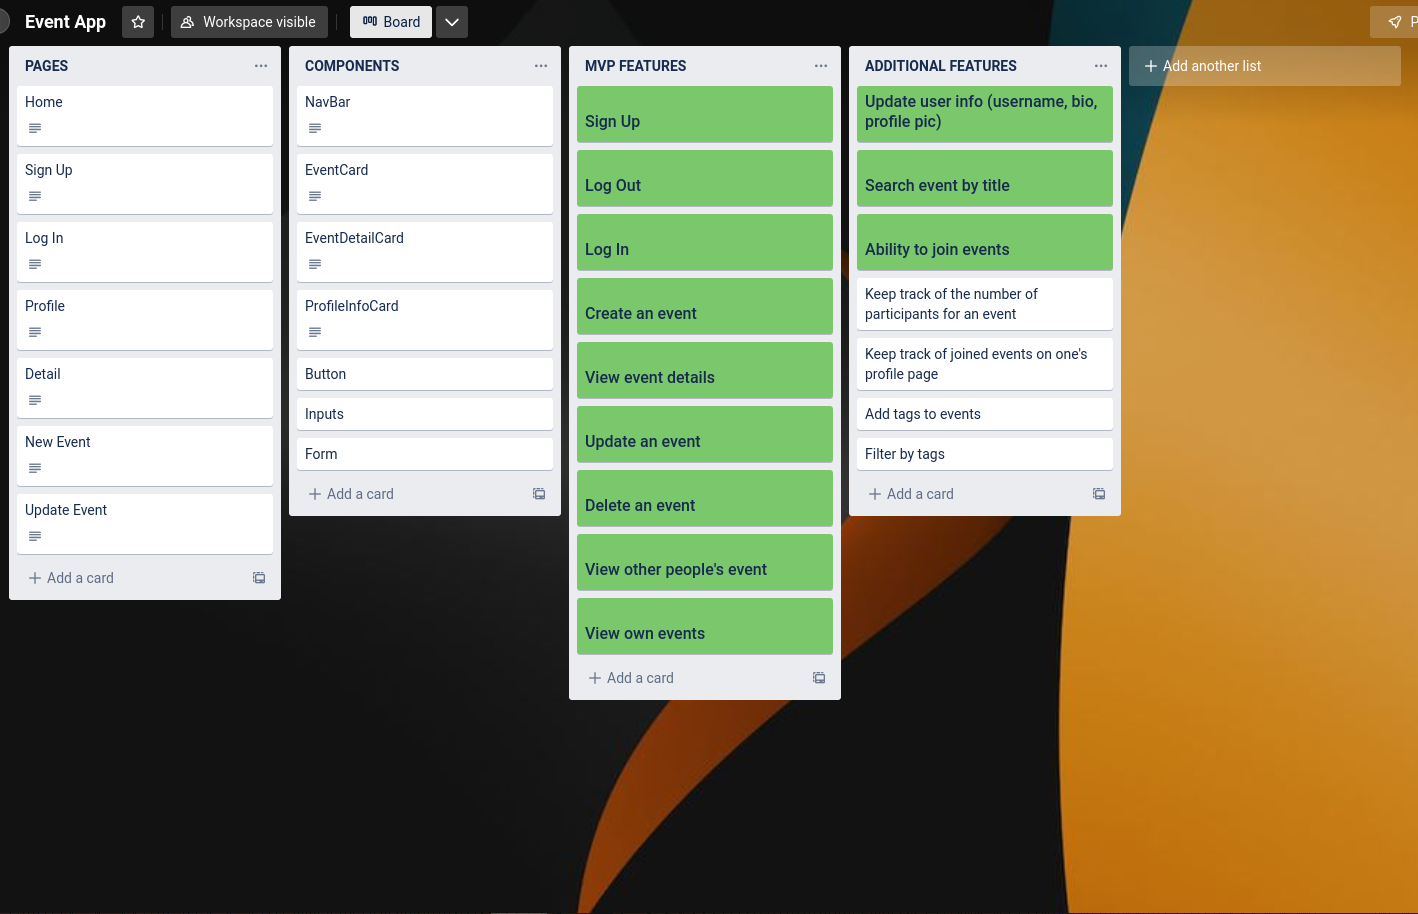 Event App
Workspace visible
Board
P
PAGES
Home
Sign Up
Log In
Profile
Detail
New Event
Update Event
Add a card
COMPONENTS
NavBar
EventCard
EventDetailCard
ProfileInfoCard
Button
Inputs
Form
Add a card
MVP FEATURES
Sign Up
Log Out
Log In
Create an event
View event details
Update an event
Delete an event
View other people's event
View own events
Add a card
ADDITIONAL FEATURES
Update user info (username, bio,
profile pic)
Search event by title
Ability to join events
Keep track of the number of
participants for an event
Keep track of joined events on one's
profile page
Add tags to events
Filter by tags
Add a card
Add another list